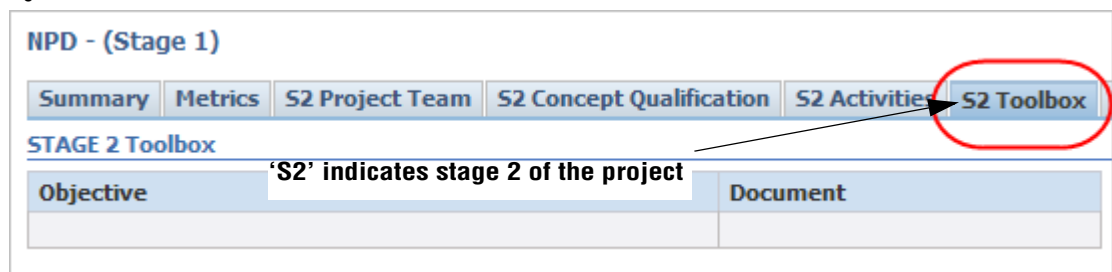 NPD - (Stage 1)
Summary Metrics S2 Project Team S2 Concept Qualification S2 Activities S2 Toolbox
STAGE 2 Toolbox
‘S2’ indicates stage 2 of the project
Objective Document